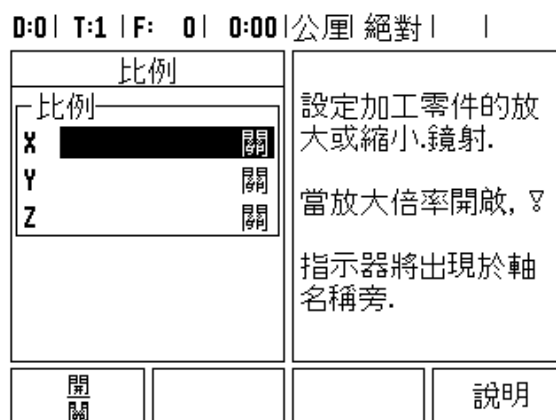 D:0 | T:1 | F: 0 | 0:00 | 公厘 | 絕對 | |
比例
比例
X 關
Y 關
Z 關
設定加工零件的放
大或縮小.鏡射.
當放大倍率開啟,
指示器將出現於軸
名稱旁.
開
關
說明